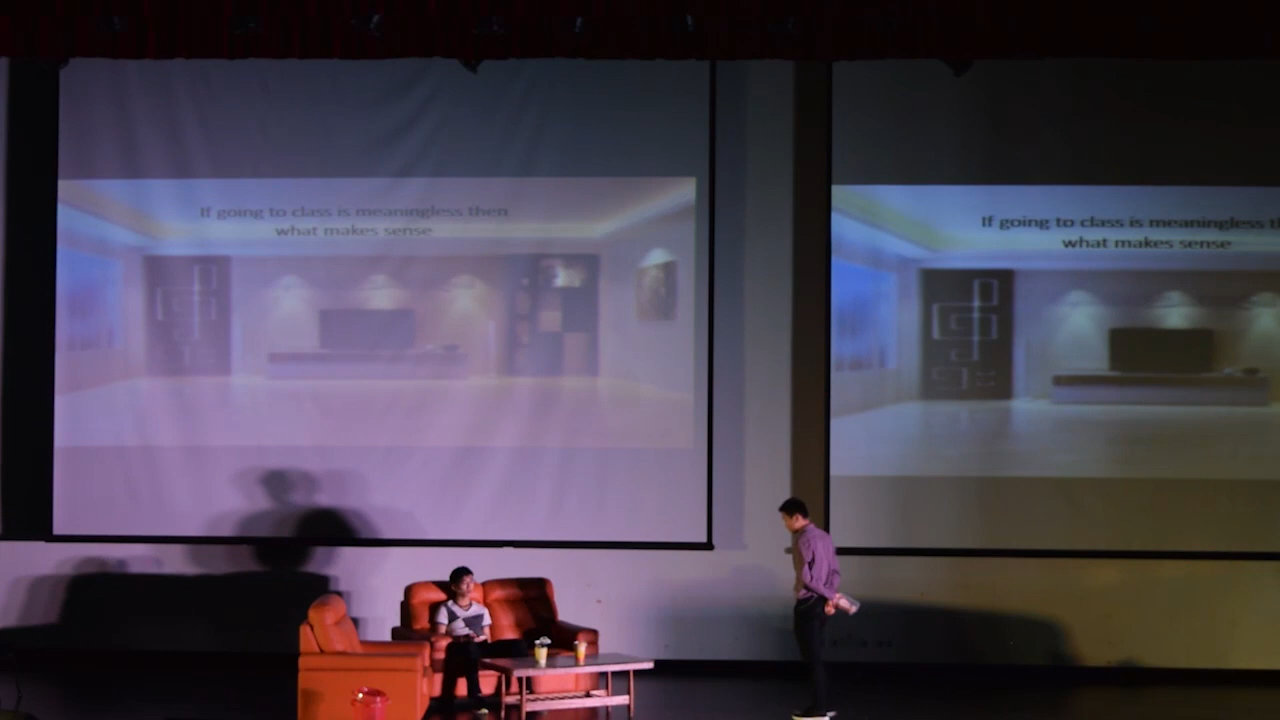 If going to class is meaningless then
what makes sense
If going to class is meaningless
what makes sense